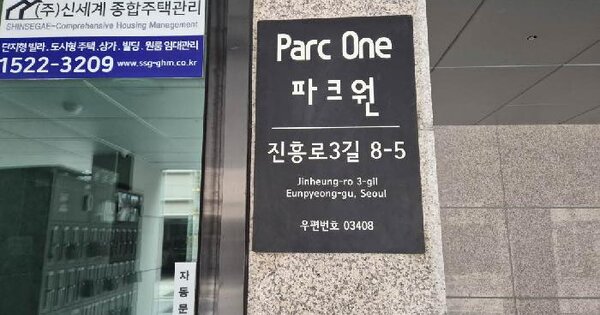 (주)신세계 종합주택관리
SHINSEGAE-Comprehensive Housing Management
단지형 빌라 . 도시형 주택 . 상가 . 빌딩 . 원룸 임대관리
1522-3209 www.ssg-ghm.co.kr
Parc One
파크원
진흥로3길 8-5
Jinheung-ro 3-gil
Eunpyeong-gu, Seoul
우편번호 03408
자동문